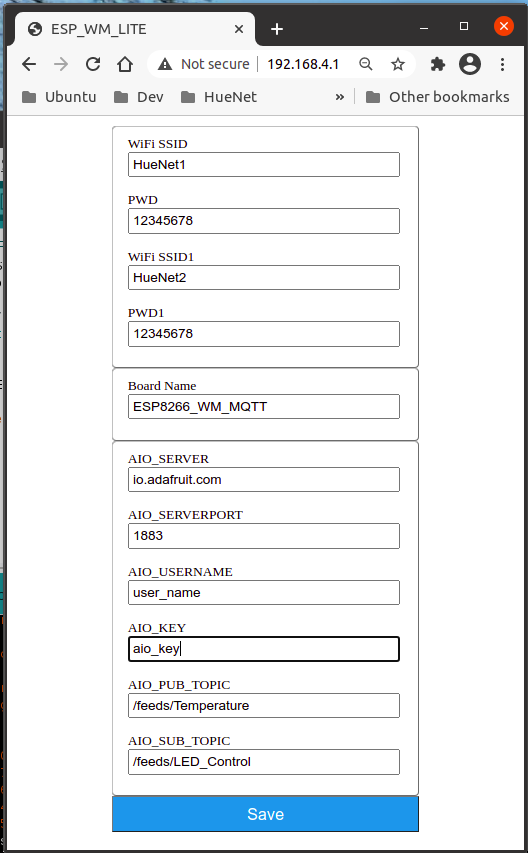 ESP_WM_LITE
Not secure 192.168.4.1
Ubuntu Dev HueNet » Other bookmarks
WiFi SSID
HueNet1
PWD
12345678
WiFi SSID1
HueNet2
PWD1
12345678
Board Name
ESP8266_WM_MQTT
AIO_SERVER
io.adafruit.com
AIO_SERVERPORT
1883
AIO_USERNAME
user_name
AIO_KEY
aio_key
AIO_PUB_TOPIC
/feeds/Temperature
AIO_SUB_TOPIC
/feeds/LED_Control
Save